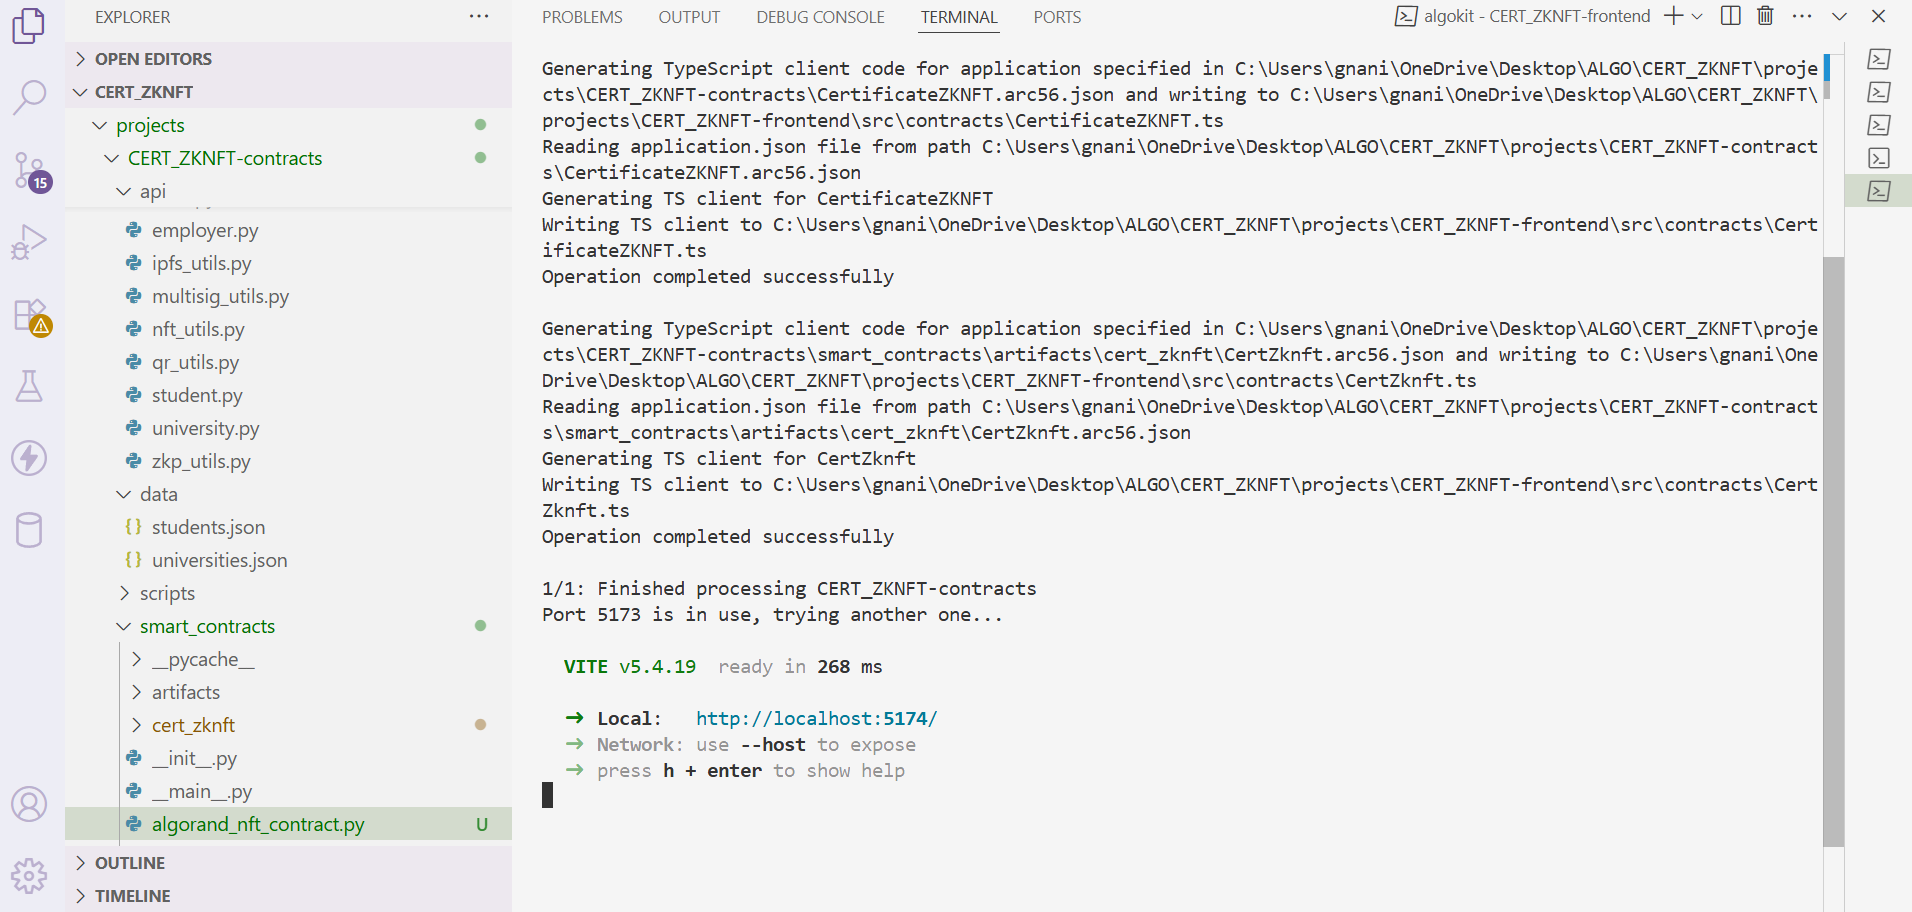 EXPLORER
OPEN EDITORS
CERT_ZKNFT
projects
CERT_ZKNFT-contracts
api
employer.py
ipfs_utils.py
multisig_utils.py
nft_utils.py
qr_utils.py
student.py
university.py
zkp_utils.py
data
{} students.json
{} universities.json
scripts
smart_contracts
__pycache__
artifacts
cert_zknft
__init__.py
__main__.py
algorand_nft_contract.py U
OUTLINE
TIMELINE
15
PROBLEMS OUTPUT DEBUG CONSOLE TERMINAL PORTS
algokit - CERT_ZKNFT-frontend
Generating TypeScript client code for application specified in C:\Users\gnani\OneDrive\Desktop\ALGO\CERT_ZKNFT\proje
cts\CERT_ZKNFT-contracts\CertificateZKNFT.arc56.json and writing to C:\Users\gnani\OneDrive\Desktop\ALGO\CERT_ZKNFT\
projects\CERT_ZKNFT-frontend\src\contracts\CertificateZKNFT.ts
Reading application.json file from path C:\Users\gnani\OneDrive\Desktop\ALGO\CERT_ZKNFT\projects\CERT_ZKNFT-contract
s\CertificateZKNFT.arc56.json
Generating TS client for CertificateZKNFT
Writing TS client to C:\Users\gnani\OneDrive\Desktop\ALGO\CERT_ZKNFT\projects\CERT_ZKNFT-frontend\src\contracts\Cert
ificateZKNFT.ts
Operation completed successfully
Generating TypeScript client code for application specified in C:\Users\gnani\OneDrive\Desktop\ALGO\CERT_ZKNFT\proje
cts\CERT_ZKNFT-contracts\smart_contracts\artifacts\cert_zknft\CertZknft.arc56.json and writing to C:\Users\gnani\One
Drive\Desktop\ALGO\CERT_ZKNFT\projects\CERT_ZKNFT-frontend\src\contracts\CertZknft.ts
Reading application.json file from path C:\Users\gnani\OneDrive\Desktop\ALGO\CERT_ZKNFT\projects\CERT_ZKNFT-contract
s\smart_contracts\artifacts\cert_zknft\CertZknft.arc56.json
Generating TS client for CertZknft
Writing TS client to C:\Users\gnani\OneDrive\Desktop\ALGO\CERT_ZKNFT\projects\CERT_ZKNFT-frontend\src\contracts\Cert
Zknft.ts
Operation completed successfully
1/1: Finished processing CERT_ZKNFT-contracts
Port 5173 is in use, trying another one...
VITE v5.4.19 ready in 268 ms
➜ Local: http://localhost:5174/
➜ Network: use --host to expose
➜ press h + enter to show help